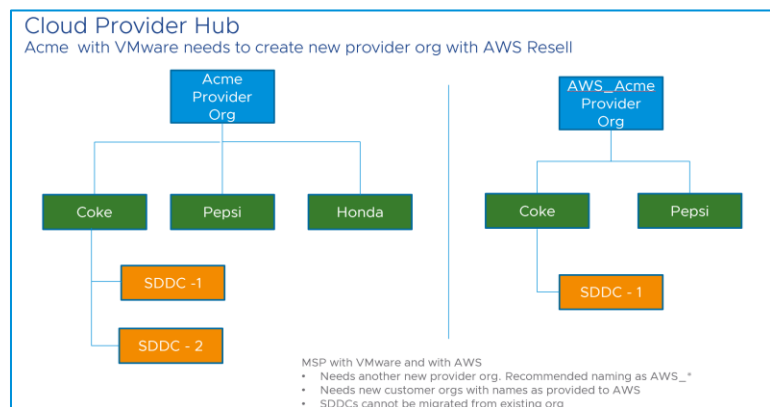 Cloud Provider Hub
Acme with VMware needs to create new provider org with AWS Resell
Acme
Provider
Org
AWS_Acme
Provider
Org
Coke
Pepsi
Honda
Coke
Pepsi
SDDC -1
SDDC - 1
SDDC - 2
MSP with VMware and with AWS
• Needs another new provider org. Recommended naming as AWS_*
• Needs new customer orgs with names as provided to AWS
• SDDCs cannot be migrated from existing org